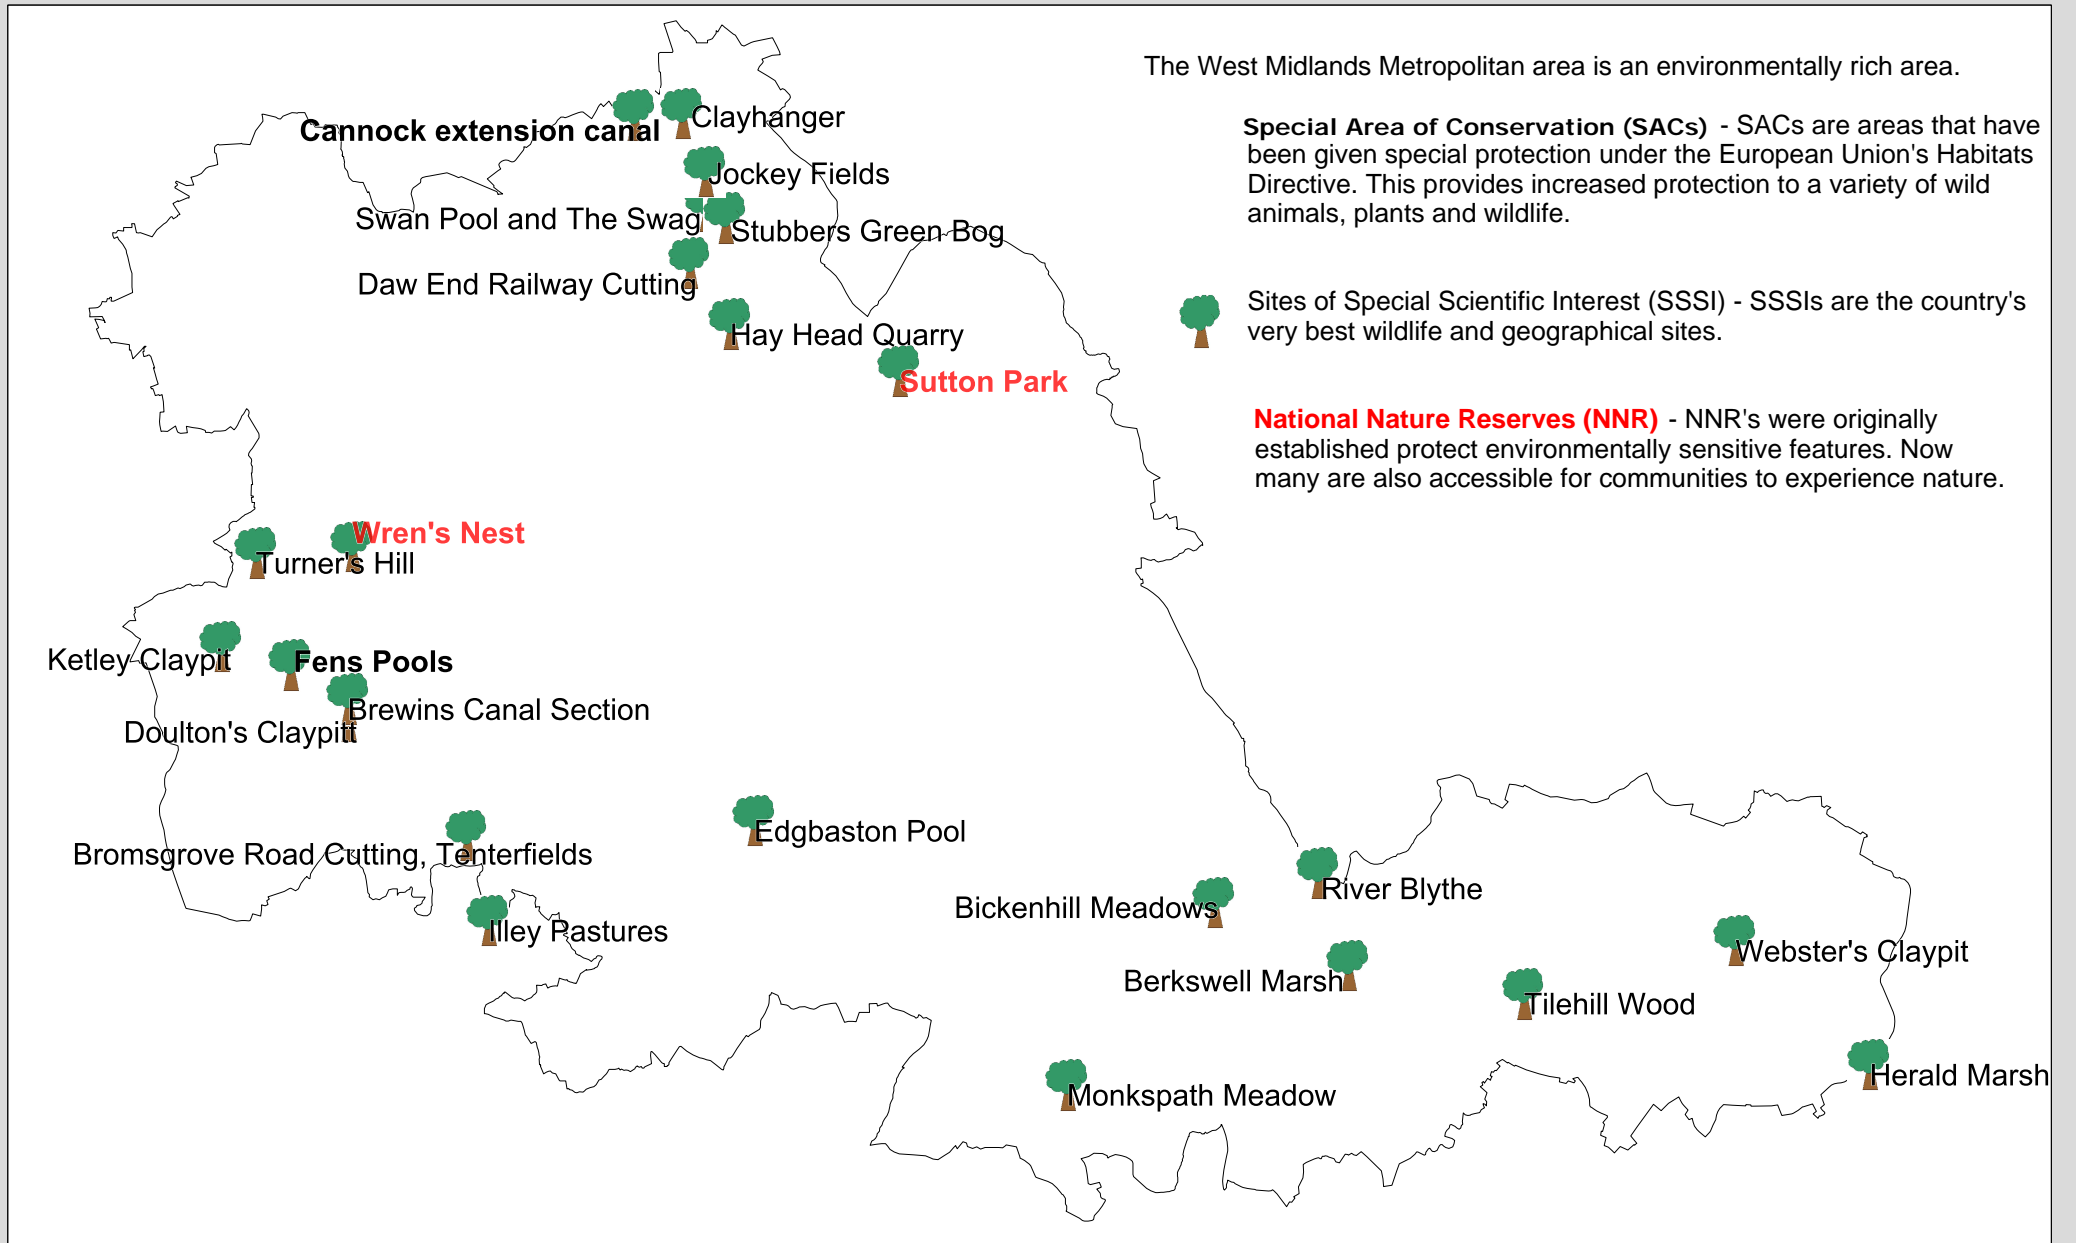 The West Midlands Metropolitan area is an environmentally rich area.
Special Area of Conservation (SACs) - SACs are areas that have
been given special protection under the European Union's Habitats
Directive. This provides increased protection to a variety of wild
animals, plants and wildlife.
Sites of Special Scientific Interest (SSSI) - SSSIs are the country's
very best wildlife and geographical sites.
National Nature Reserves (NNR) - NNR's were originally
established protect environmentally sensitive features. Now
many are also accessible for communities to experience nature.
Clayhanger
Cannock extension canal
Jockey Fields
Swan Pool and The Swag
Stubbers Green Bog
Daw End Railway Cutting
Hay Head Quarry
Sutton Park
Wren's Nest
Turner's Hill
Ketley Claypit
Fens Pools
Brewins Canal Section
Doulton's Claypitt
Edgbaston Pool
Bromsgrove Road Cutting, Tenterfields
River Blythe
Bickenhill Meadows
Illey Pastures
Webster's Claypit
Berkswell Marsh
Tilehill Wood
Herald Marsh
Monkspath Meadow